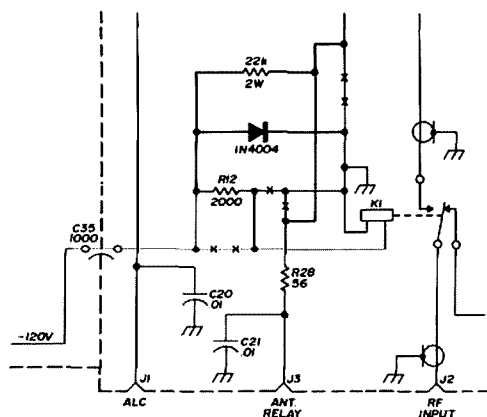 22k
2W
1N4004
R12
2000
K1
C35
1000
R28
56
C20
.01
-120V
C21
.01
J1
J3
J2
ALC
ANT.
RELAY
RF
INPUT